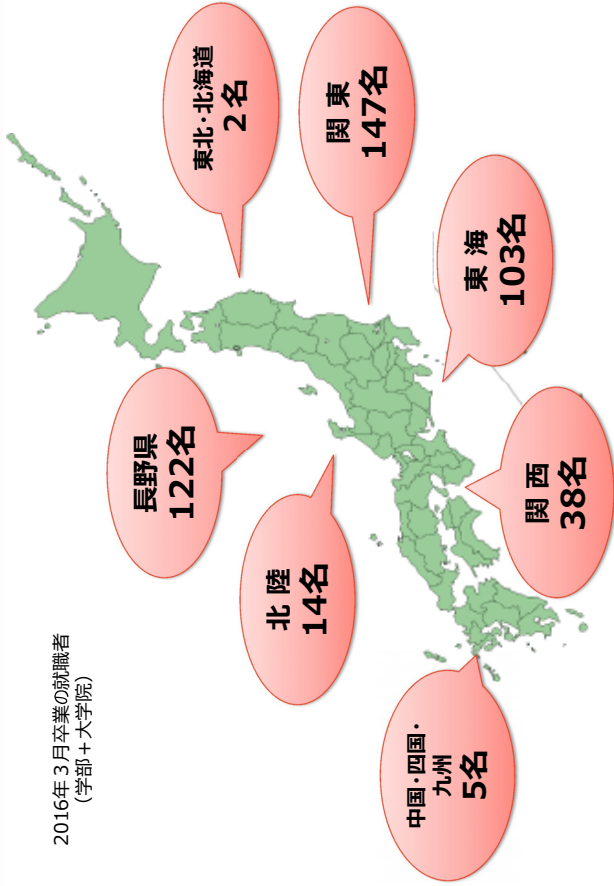 2016年3月卒業の就職者
(学部+大学院)
長野県
122名
東北・北海道
2名
北 陸
14名
関 東
147名
中国・四国・
九州
5名
関 西
38名
東 海
103名